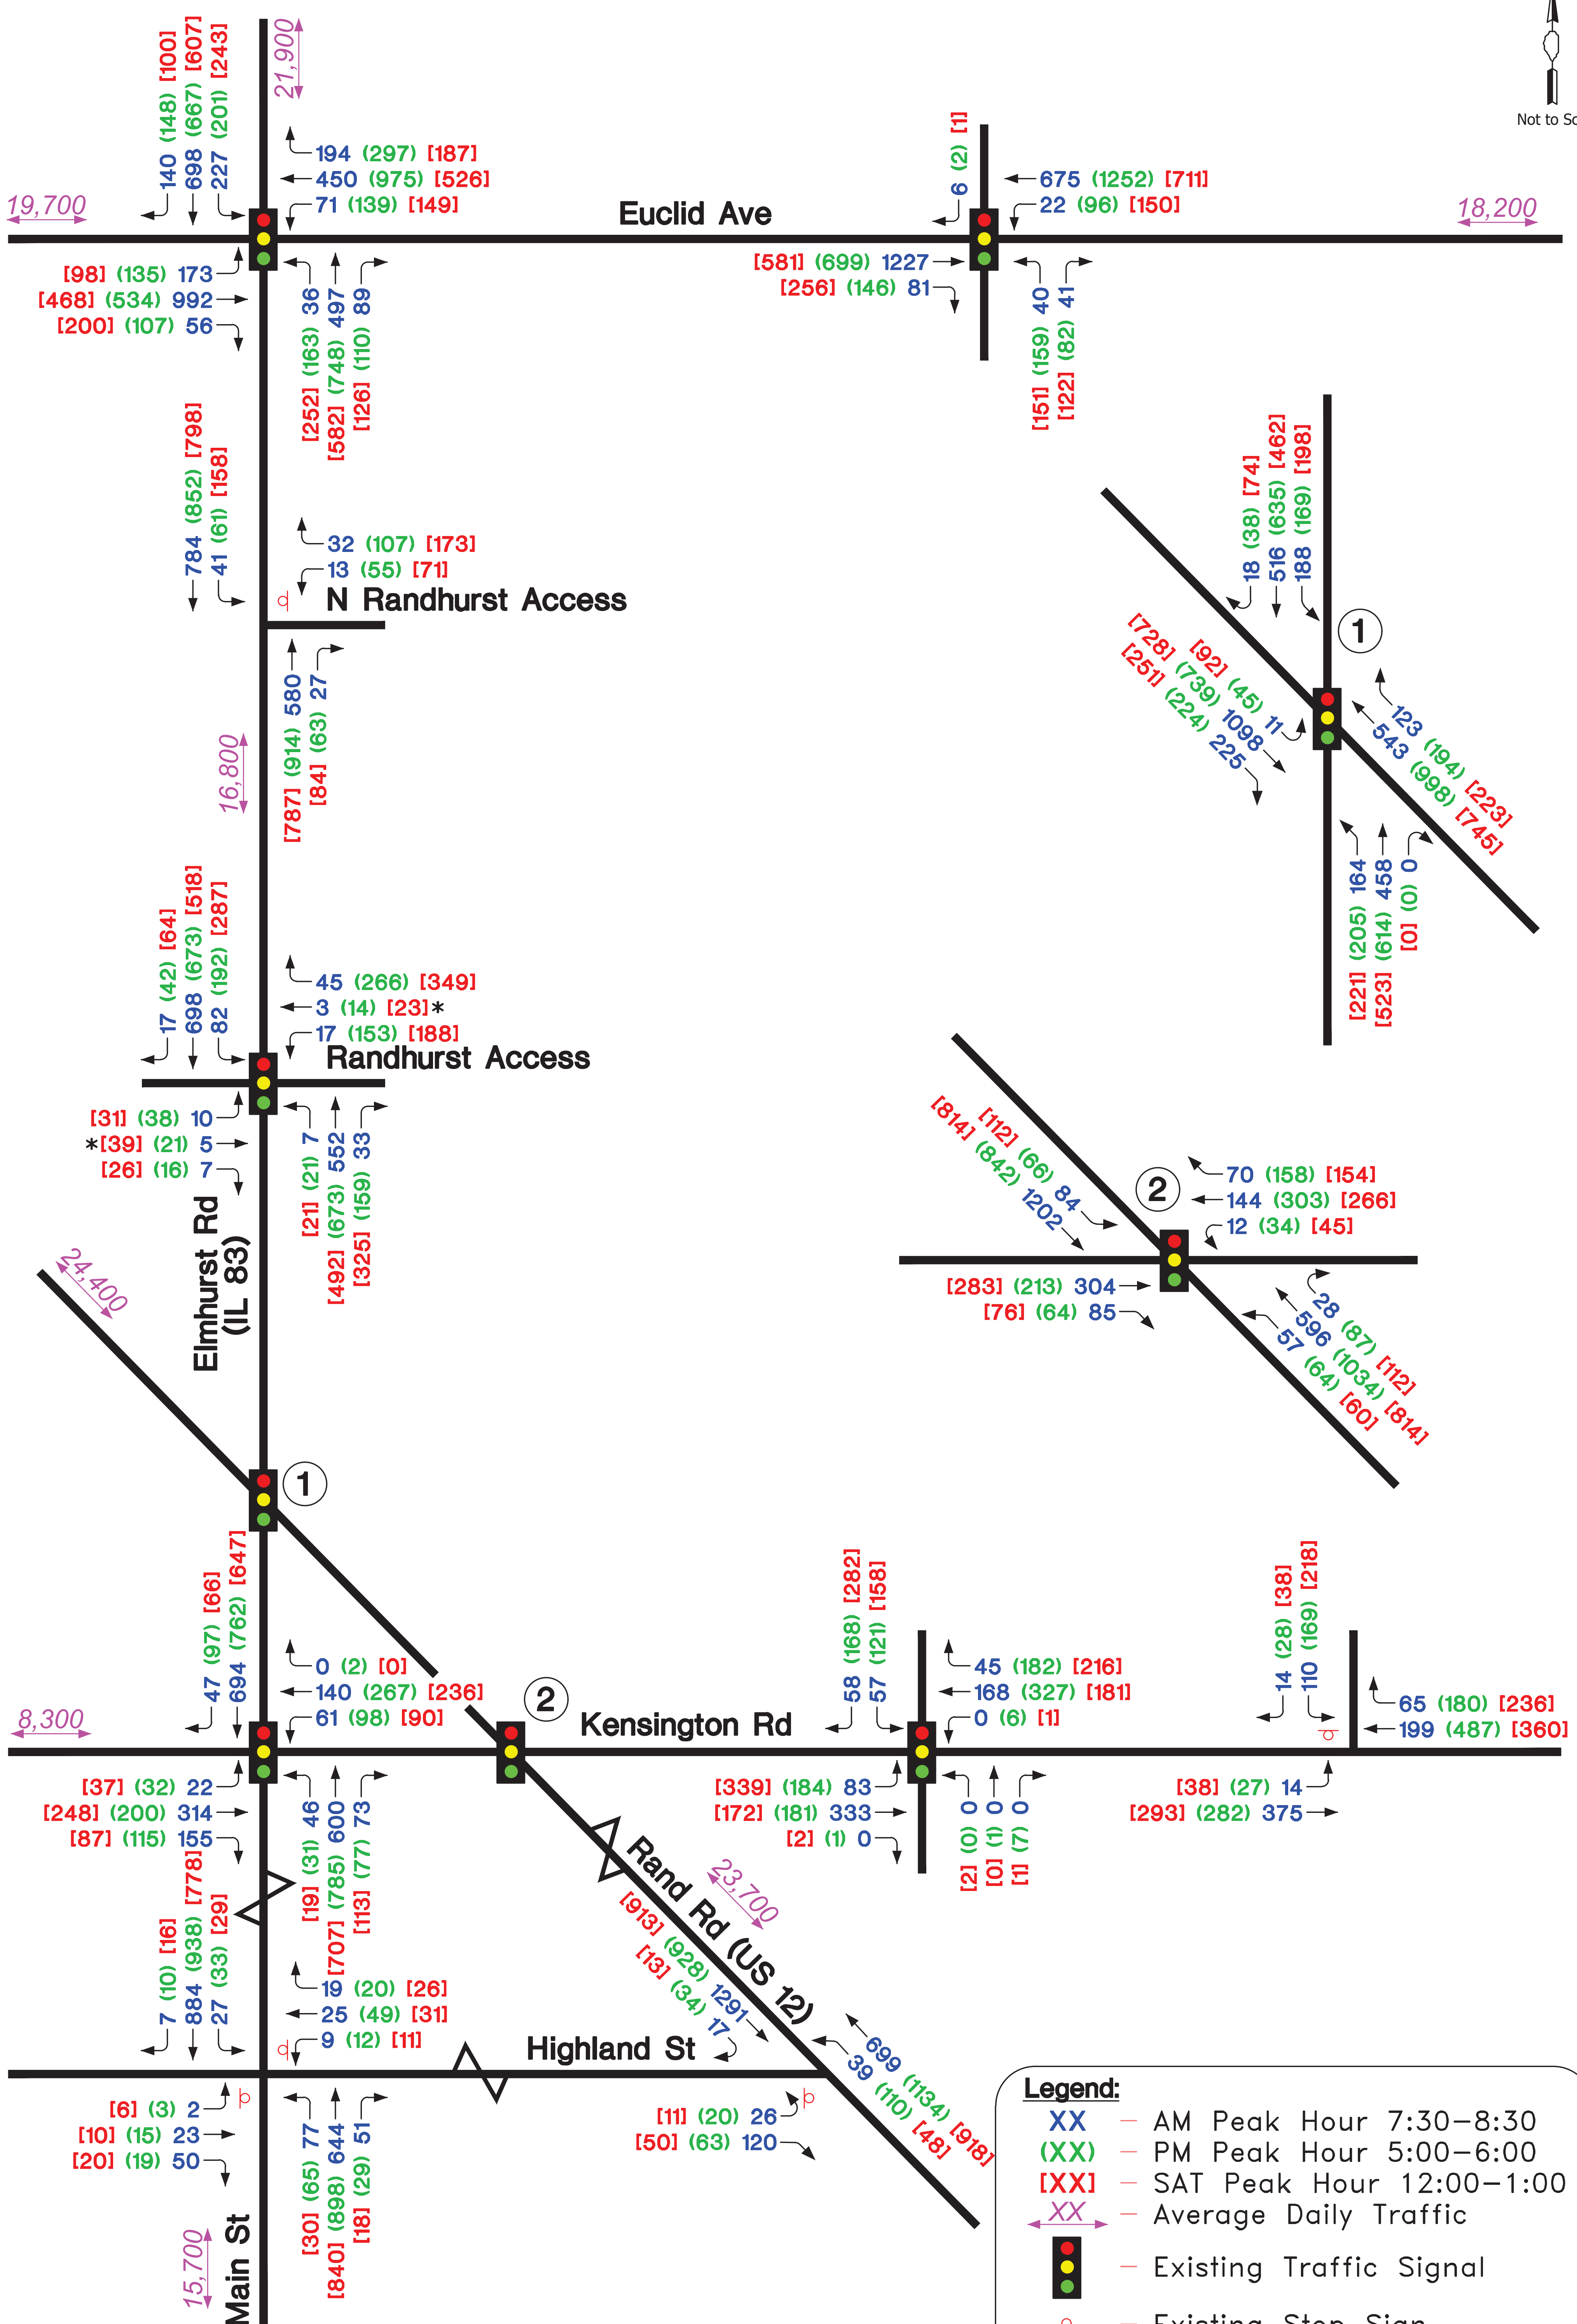 21,900
140 (148) [100]
698 (667) [607]
227 (201) [243]
194 (297) [187]
450 (975) [526]
71 (139) [149]
19,700
[98] (135) 173
[468] (534) 992
[200] (107) 56
[252] (163) 36
[582] (748) 497
[126] (110) 89
Euclid Ave
6 (2) [1]
675 (1252) [711]
22 (96) [150]
18,200
[581] (699) 1227
[256] (146) 81
[151] (159) 40
[122] (82) 41
784 (852) [798]
41 (61) [158]
32 (107) [173]
13 (55) [71]
N Randhurst Access
[787] (914) 580
[84] (63) 27
16,800
18 (38) [74]
516 (635) [462]
188 (169) [198]
1
[92] (45) 11
[728] (739) 1098
[251] (224) 225
123 (194) [223]
543 (998) [745]
[221] (205) 164
[523] (614) 458
[0] (0) 0
17 (42) [64]
698 (673) [518]
82 (192) [287]
45 (266) [349]
3 (14) [23]*
17 (153) [188]
Randhurst Access
[31] (38) 10
*[39] (21) 5
[26] (16) 7
[21] (21) 7
[492] (673) 552
[325] (159) 33
Elmhurst Rd
(IL 83)
24,400
[112] (66) 84
[814] (842) 1202
2
70 (158) [154]
144 (303) [266]
12 (34) [45]
[283] (213) 304
[76] (64) 85
28 (87) [112]
596 (1034) [814]
57 (64) [60]
1
47 (97) [66]
694 (762) [647]
0 (2) [0]
140 (267) [236]
61 (98) [90]
8,300
[37] (32) 22
[248] (200) 314
[87] (115) 155
[19] (31) 46
[707] (785) 600
[113] (77) 73
2
Kensington Rd
58 (168) [282]
57 (121) [158]
45 (182) [216]
168 (327) [181]
0 (6) [1]
[339] (184) 83
[172] (181) 333
[2] (1) 0
[2] (0) 0
[0] (1) 0
[1] (7) 0
14 (28) [38]
110 (169) [218]
65 (180) [236]
199 (487) [360]
[38] (27) 14
[293] (282) 375
Rand Rd (US 12)
23,700
[913] (928) 1291
[13] (34) 17
699 (1134) [918]
39 (110) [48]
7 (10) [16]
884 (938) [778]
27 (33) [29]
19 (20) [26]
25 (49) [31]
9 (12) [11]
Highland St
[6] (3) 2
[10] (15) 23
[20] (19) 50
[30] (65) 77
[840] (898) 644
[18] (29) 51
[11] (20) 26
[50] (63) 120
15,700
Main St
Legend:
XX - AM Peak Hour 7:30-8:30
(XX) - PM Peak Hour 5:00-6:00
[XX] - SAT Peak Hour 12:00-1:00
XX - Average Daily Traffic
- Existing Traffic Signal